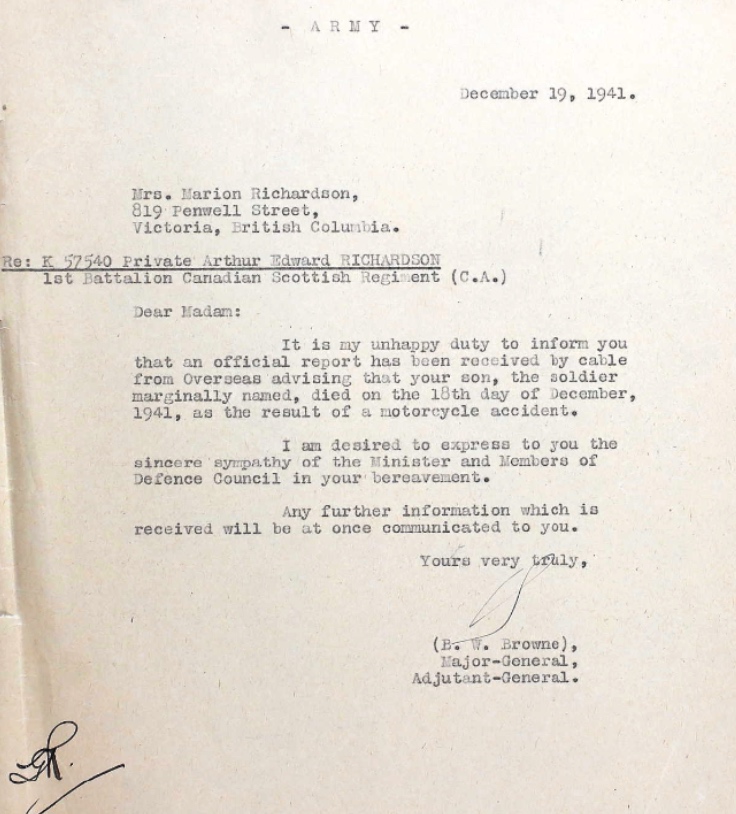 - A R M Y -
December 19, 1941.
Mrs. Marion Richardson,
819 Penwell Street,
Victoria, British Columbia.
Re: K 57540 Private Arthur Edward RICHARDSON
1st Battalion Canadian Scottish Regiment (C.A.)
Dear Madam:
It is my unhappy duty to inform you
that an official report has been received by cable
from Overseas advising that your son, the soldier
marginally named, died on the 18th day of December,
1941, as the result of a motorcycle accident.
I am desired to express to you the
sincere sympathy of the Minister and Members of
Defence Council in your bereavement.
Any further information which is
received will be at once communicated to you.
Yours very truly,
(B. W. Browne),
Major-General,
Adjutant-General.